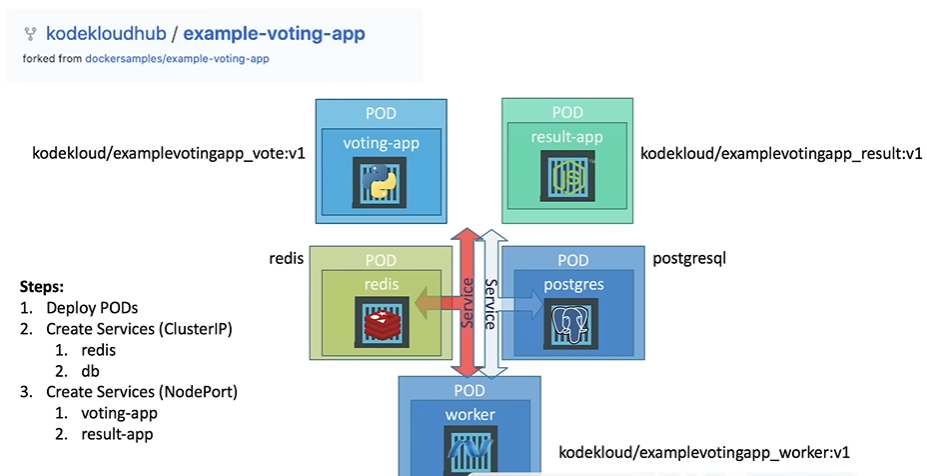 kodekloudhub / example-voting-app
forked from dockersamples/example-voting-app
POD
voting-app
kodekloud/examplevotingapp_vote:v1
POD
result-app
JS
kodekloud/examplevotingapp_result:v1
redis
POD
redis
Service
Service
POD
postgres
postgresql
Steps:
1. Deploy PODs
2. Create Services (ClusterIP)
1. redis
2. db
3. Create Services (NodePort)
1. voting-app
2. result-app
POD
worker
kodekloud/examplevotingapp_worker:v1